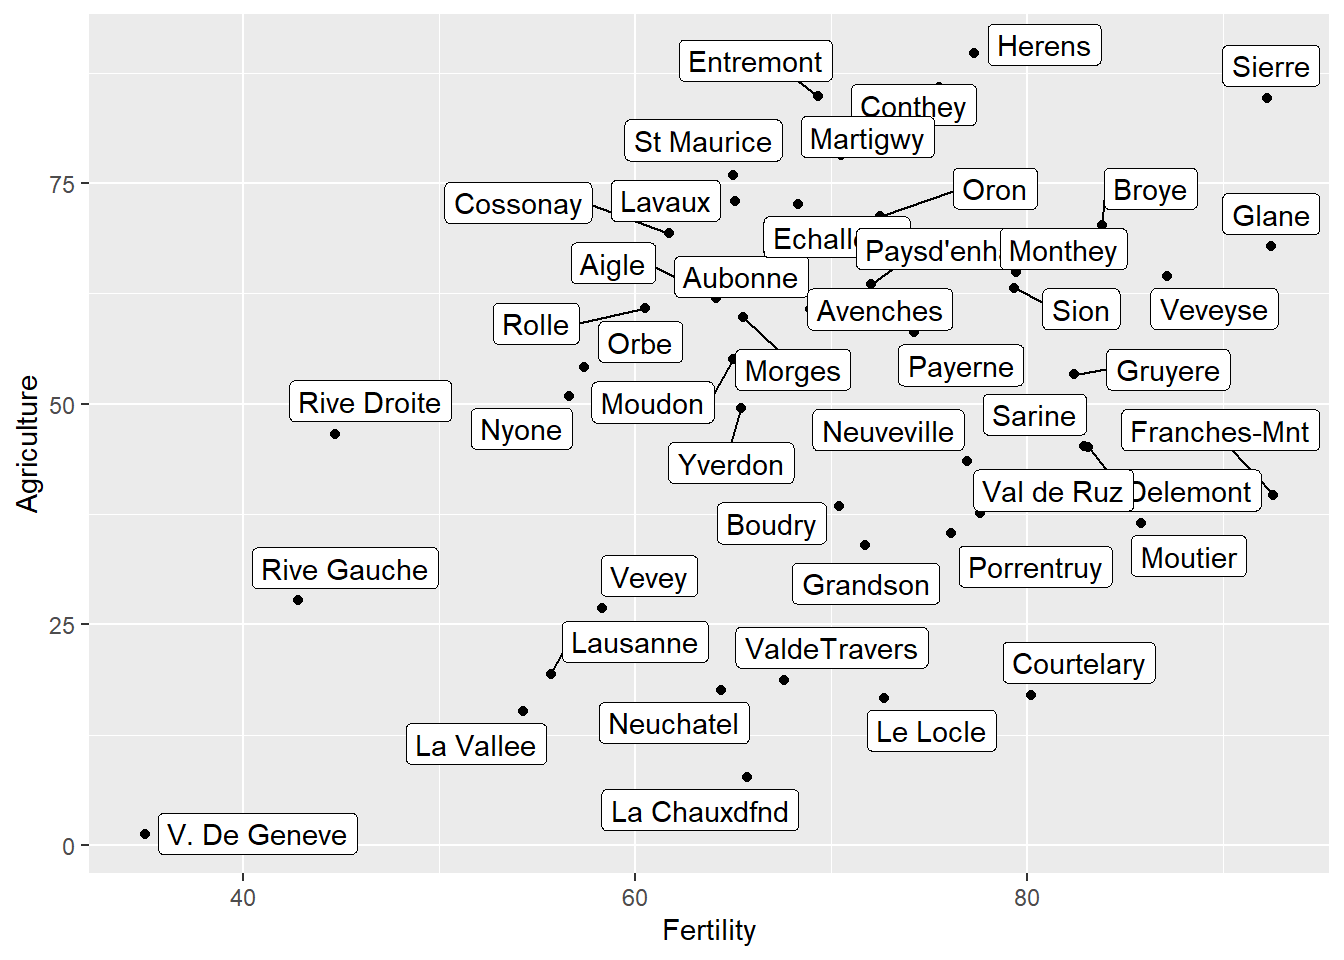 Herens
Entremont
Sierre
Conthey
Martigwy
St Maurice
75
Oron
Broye
Cossonay
Lavaux
Glane
Echall
Paysd'enha
Monthey
Aigle
Aubonne
Avenches
Sion
Veveyse
Rolle
Orbe
Morges
Payerne
Gruyere
50
Rive Droite
Moudon
Sarine
Nyone
Neuveville
Franches-Mnt
Yverdon
Val de Ruz
Delemont
Boudry
Moutier
Rive Gauche
Vevey
Grandson
Porrentruy
25
Lausanne
ValdeTravers
Courtelary
Neuchatel
Le Locle
La Vallee
La Chauxdfnd
V. De Geneve
0
40
60
80
Fertility
Agriculture